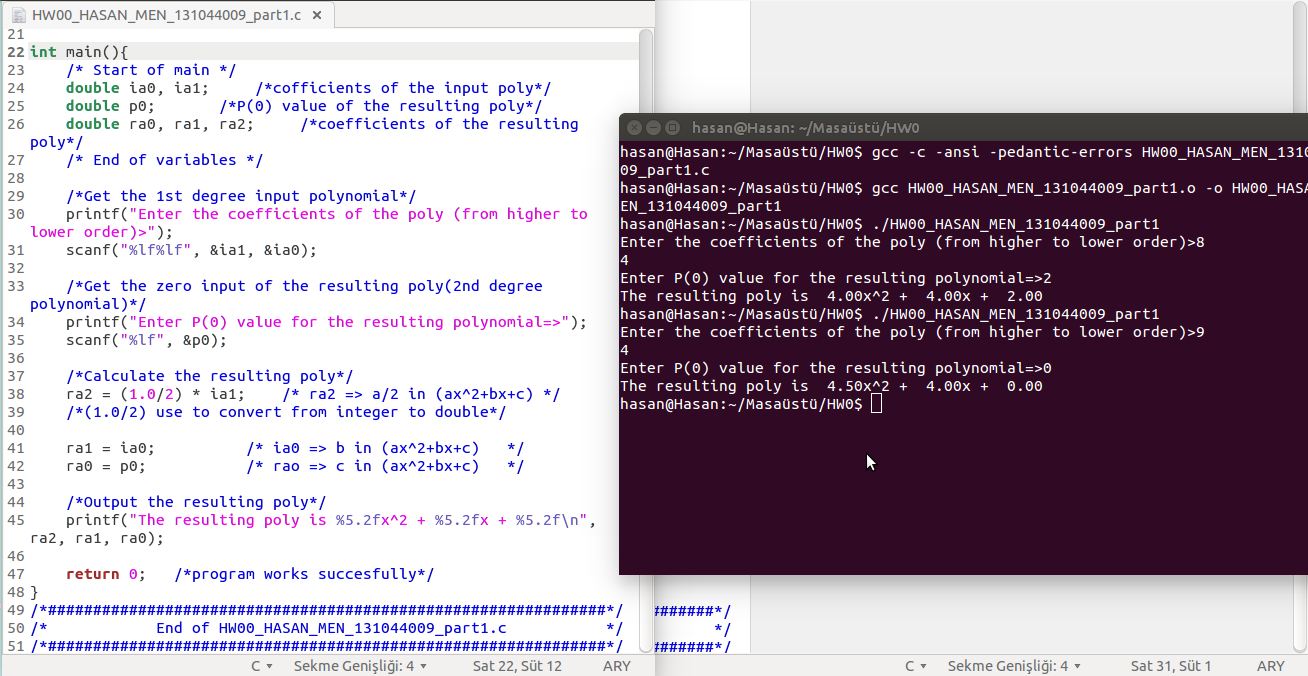 HW00_HASAN_MEN_131044009_part1.c ×
21
22 int main(){
23     /* Start of main */
24     double ia0, ia1;     /*cofficients of the input poly*/
25     double p0;       /*P(0) value of the resulting poly*/
26     double ra0, ra1, ra2;     /*coefficients of the resulting
poly*/
27     /* End of variables */
28
29     /*Get the 1st degree input polynomial*/
30     printf("Enter the coefficients of the poly (from higher to
lower order)>");
31     scanf("%lf%lf", &ia1, &ia0);
32
33     /*Get the zero input of the resulting poly(2nd degree
polynomial)*/
34     printf("Enter P(0) value for the resulting polynomial=>");
35     scanf("%lf", &p0);
36
37     /*Calculate the resulting poly*/
38     ra2 = (1.0/2) * ia1;    /* ra2 => a/2 in (ax^2+bx+c) */
39     /*(1.0/2) use to convert from integer to double*/
40
41     ra1 = ia0;          /* ia0 => b in (ax^2+bx+c)   */
42     ra0 = p0;           /* rao => c in (ax^2+bx+c)   */
43
44     /*Output the resulting poly*/
45     printf("The resulting poly is %5.2fx^2 + %5.2fx + %5.2f\n",
ra2, ra1, ra0);
46
47     return 0;   /*program works succesfully*/
48 }
49 /*##############################################################*/
50 /*            End of HW00_HASAN_MEN_131044009_part1.c           */
51 /*##############################################################*/
C Sekme Genişliği: 4 Sat 22, Süt 12 ARY
hasan@Hasan: ~/Masaüstü/HW0
hasan@Hasan:~/Masaüstü/HW0$ gcc -c -ansi -pedantic-errors HW00_HASAN_MEN_1310
09_part1.c
hasan@Hasan:~/Masaüstü/HW0$ gcc HW00_HASAN_MEN_131044009_part1.o -o HW00_HASA
EN_131044009_part1
hasan@Hasan:~/Masaüstü/HW0$ ./HW00_HASAN_MEN_131044009_part1
Enter the coefficients of the poly (from higher to lower order)>8
4
Enter P(0) value for the resulting polynomial=>2
The resulting poly is  4.00x^2 +  4.00x +  2.00
hasan@Hasan:~/Masaüstü/HW0$ ./HW00_HASAN_MEN_131044009_part1
Enter the coefficients of the poly (from higher to lower order)>9
4
Enter P(0) value for the resulting polynomial=>0
The resulting poly is  4.50x^2 +  4.00x +  0.00
hasan@Hasan:~/Masaüstü/HW0$
#######*/
*/
#######*/
C Sekme Genişliği: 4 Sat 31, Süt 1 ARY